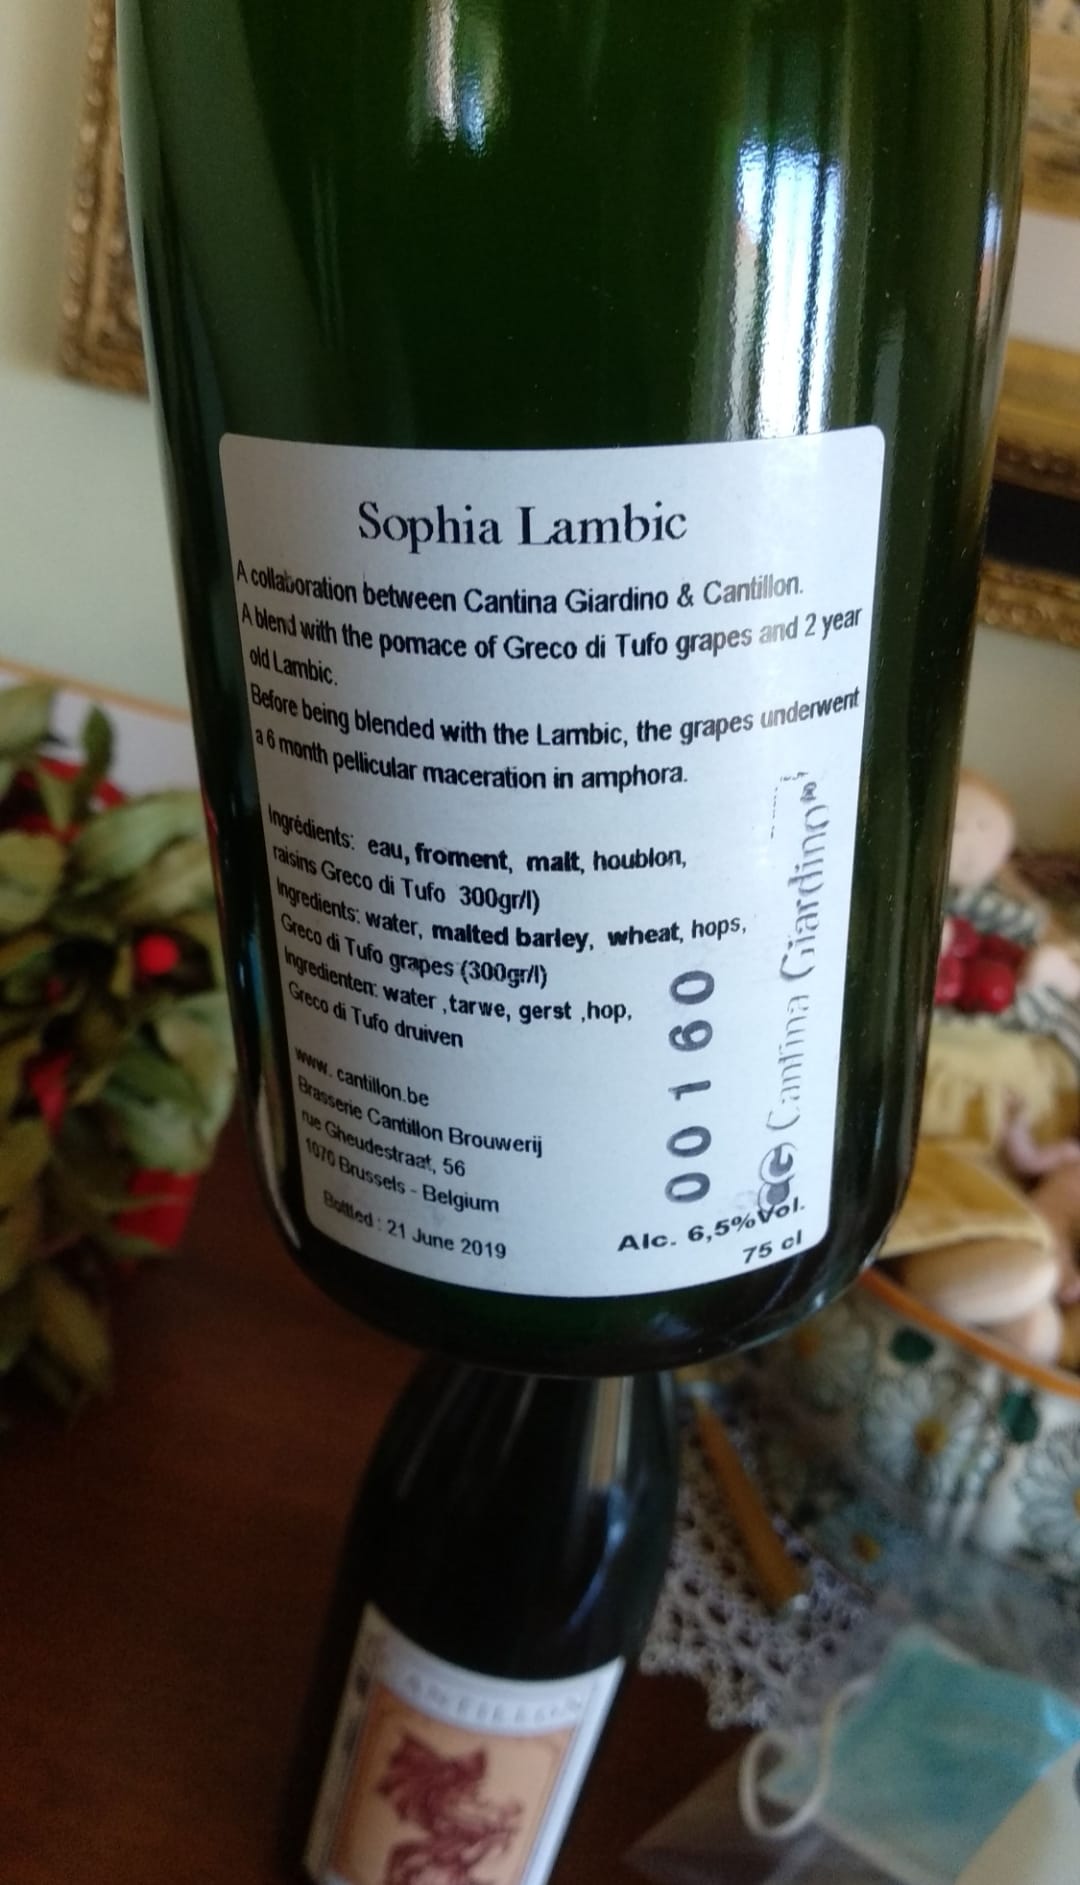 Sophia Lambic
A collaboration between Cantina Giardino & Cantillon.
A blend with the pomace of Greco di Tufo grapes and 2 year
old Lambic.
Before being blended with the Lambic, the grapes underwent
a 6 month pellicular maceration in amphora.
Ingrédients: eau, froment, malt, houblon,
raisins Greco di Tufo 300gr/l)
Ingredients: water, malted barley, wheat, hops,
Greco di Tufo grapes (300gr/l)
Ingredienten: water ,tarwe, gerst ,hop,
Greco di Tufo druiven
www. cantillon.be
Brasserie Cantillon Brouwerij
rue Gheudestraat, 56
1070 Brussels - Belgium
Bottled : 21 June 2019
00160
Cantina Giardino
Alc. 6,5%Vol.
75 cl